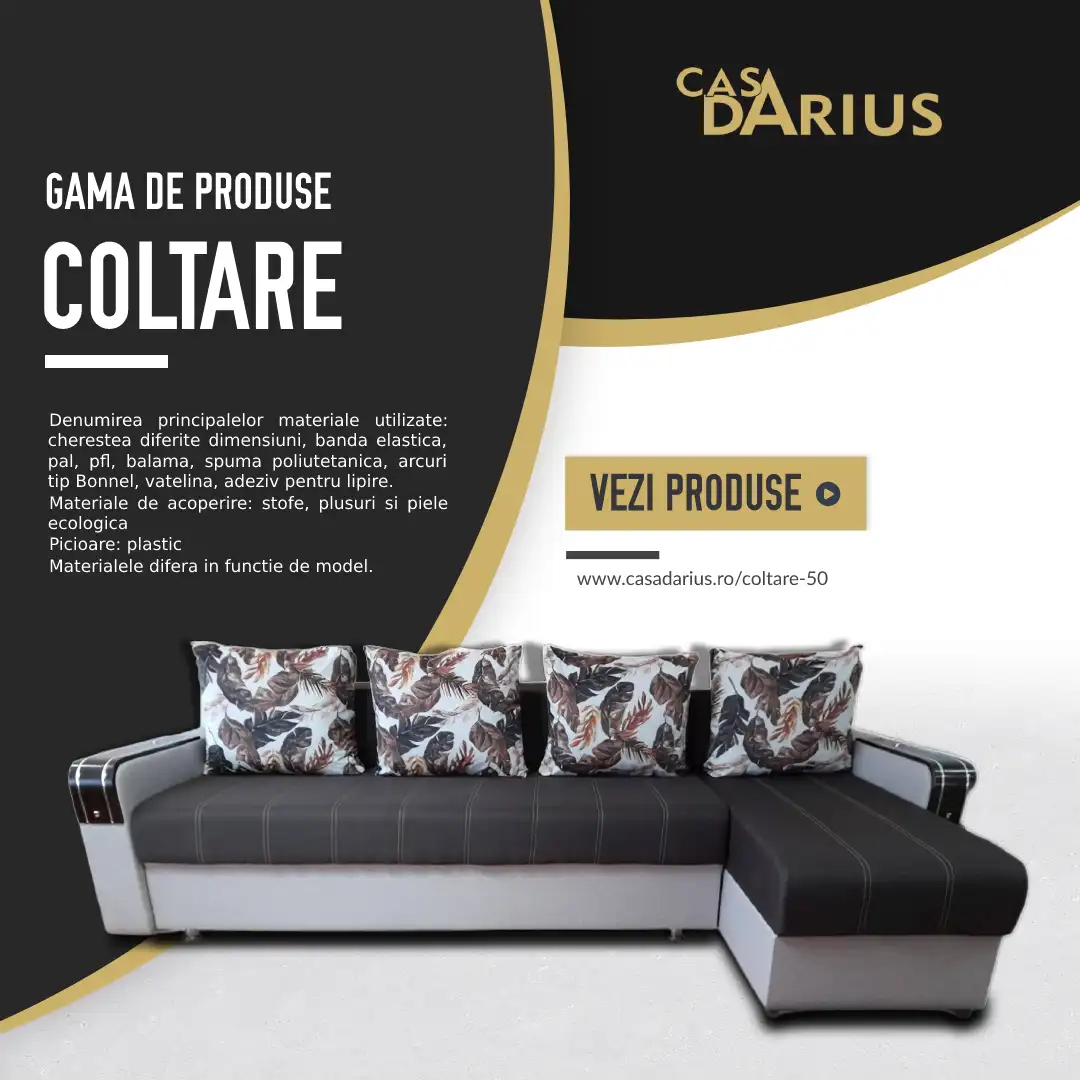 CASA
DARIUS
GAMA DE PRODUSE
COLTARE
Denumirea principalelor materiale utilizate:
cherestea diferite dimensiuni, banda elastica,
pal, pfl, balama, spuma poliutetanica, arcuri
tip Bonnel, vatelina, adeziv pentru lipire.
Materiale de acoperire: stofe, plusuri si piele
ecologica
Picioare: plastic
Materialele difera in functie de model.
VEZI PRODUSE
www.casadarius.ro/coltare-50